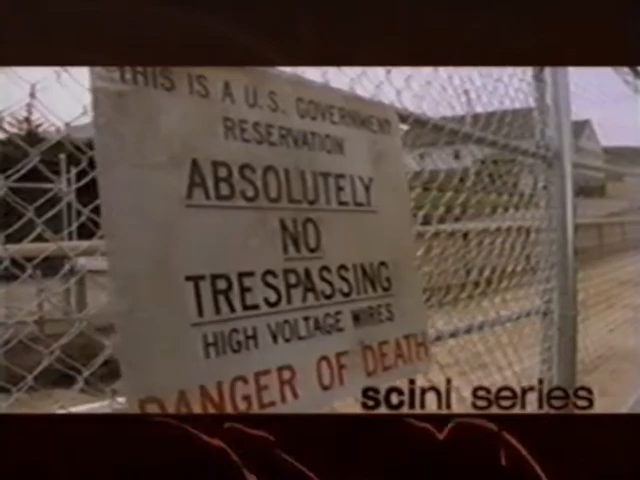 THIS IS A U.S. GOVERNMENT
RESERVATION
ABSOLUTELY
NO
TRESPASSING
HIGH VOLTAGE WIRES
DANGER OF DEATH
scini series